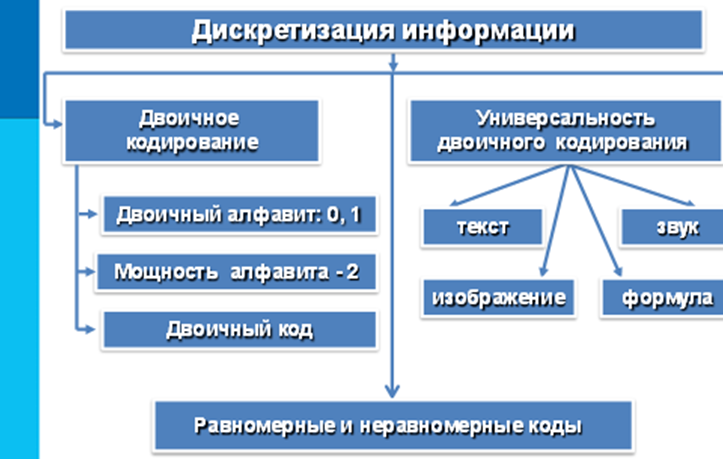 Дискретизация информации
Двоичное
кодирование
Универсальность
двоичного кодирования
Двоичный алфавит: 0, 1
Мощность алфавита - 2
Двоичный код
текст
звук
изображение
формула
Равномерные и неравномерные коды